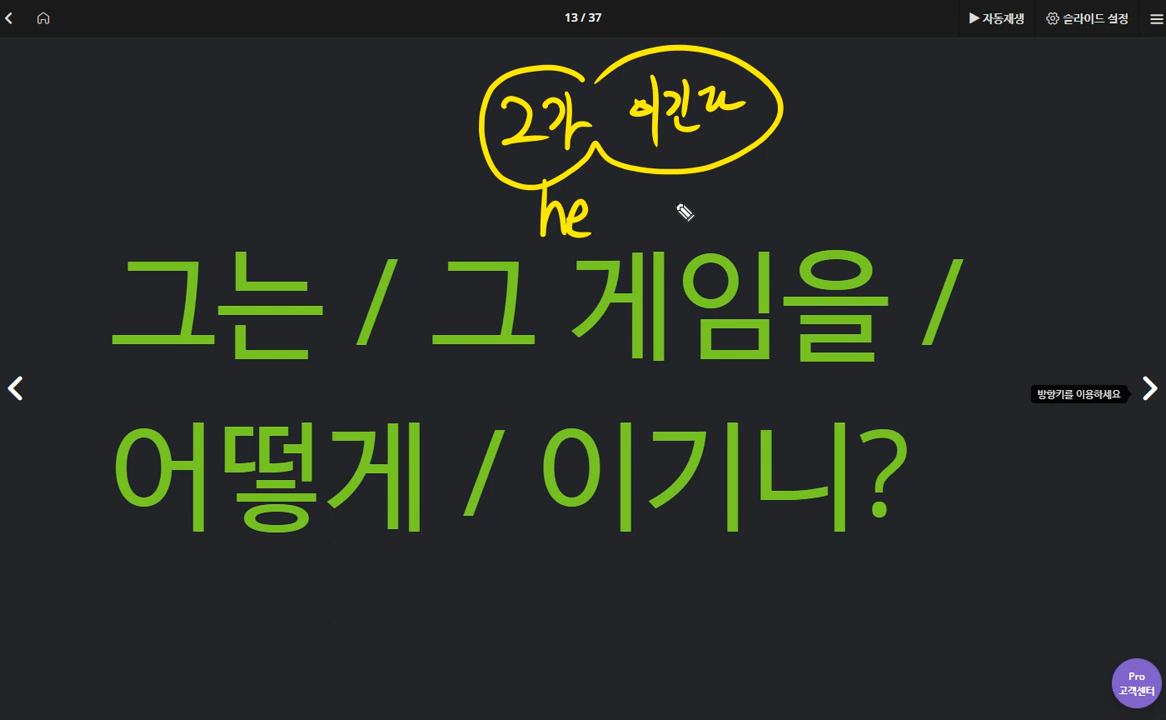 13 / 37
자동재생
슬라이드 설정
그가 이긴다
he
그는 / 그 게임을 /
방향키를 이용하세요
어떻게 / 이기니?
Pro
고객센터